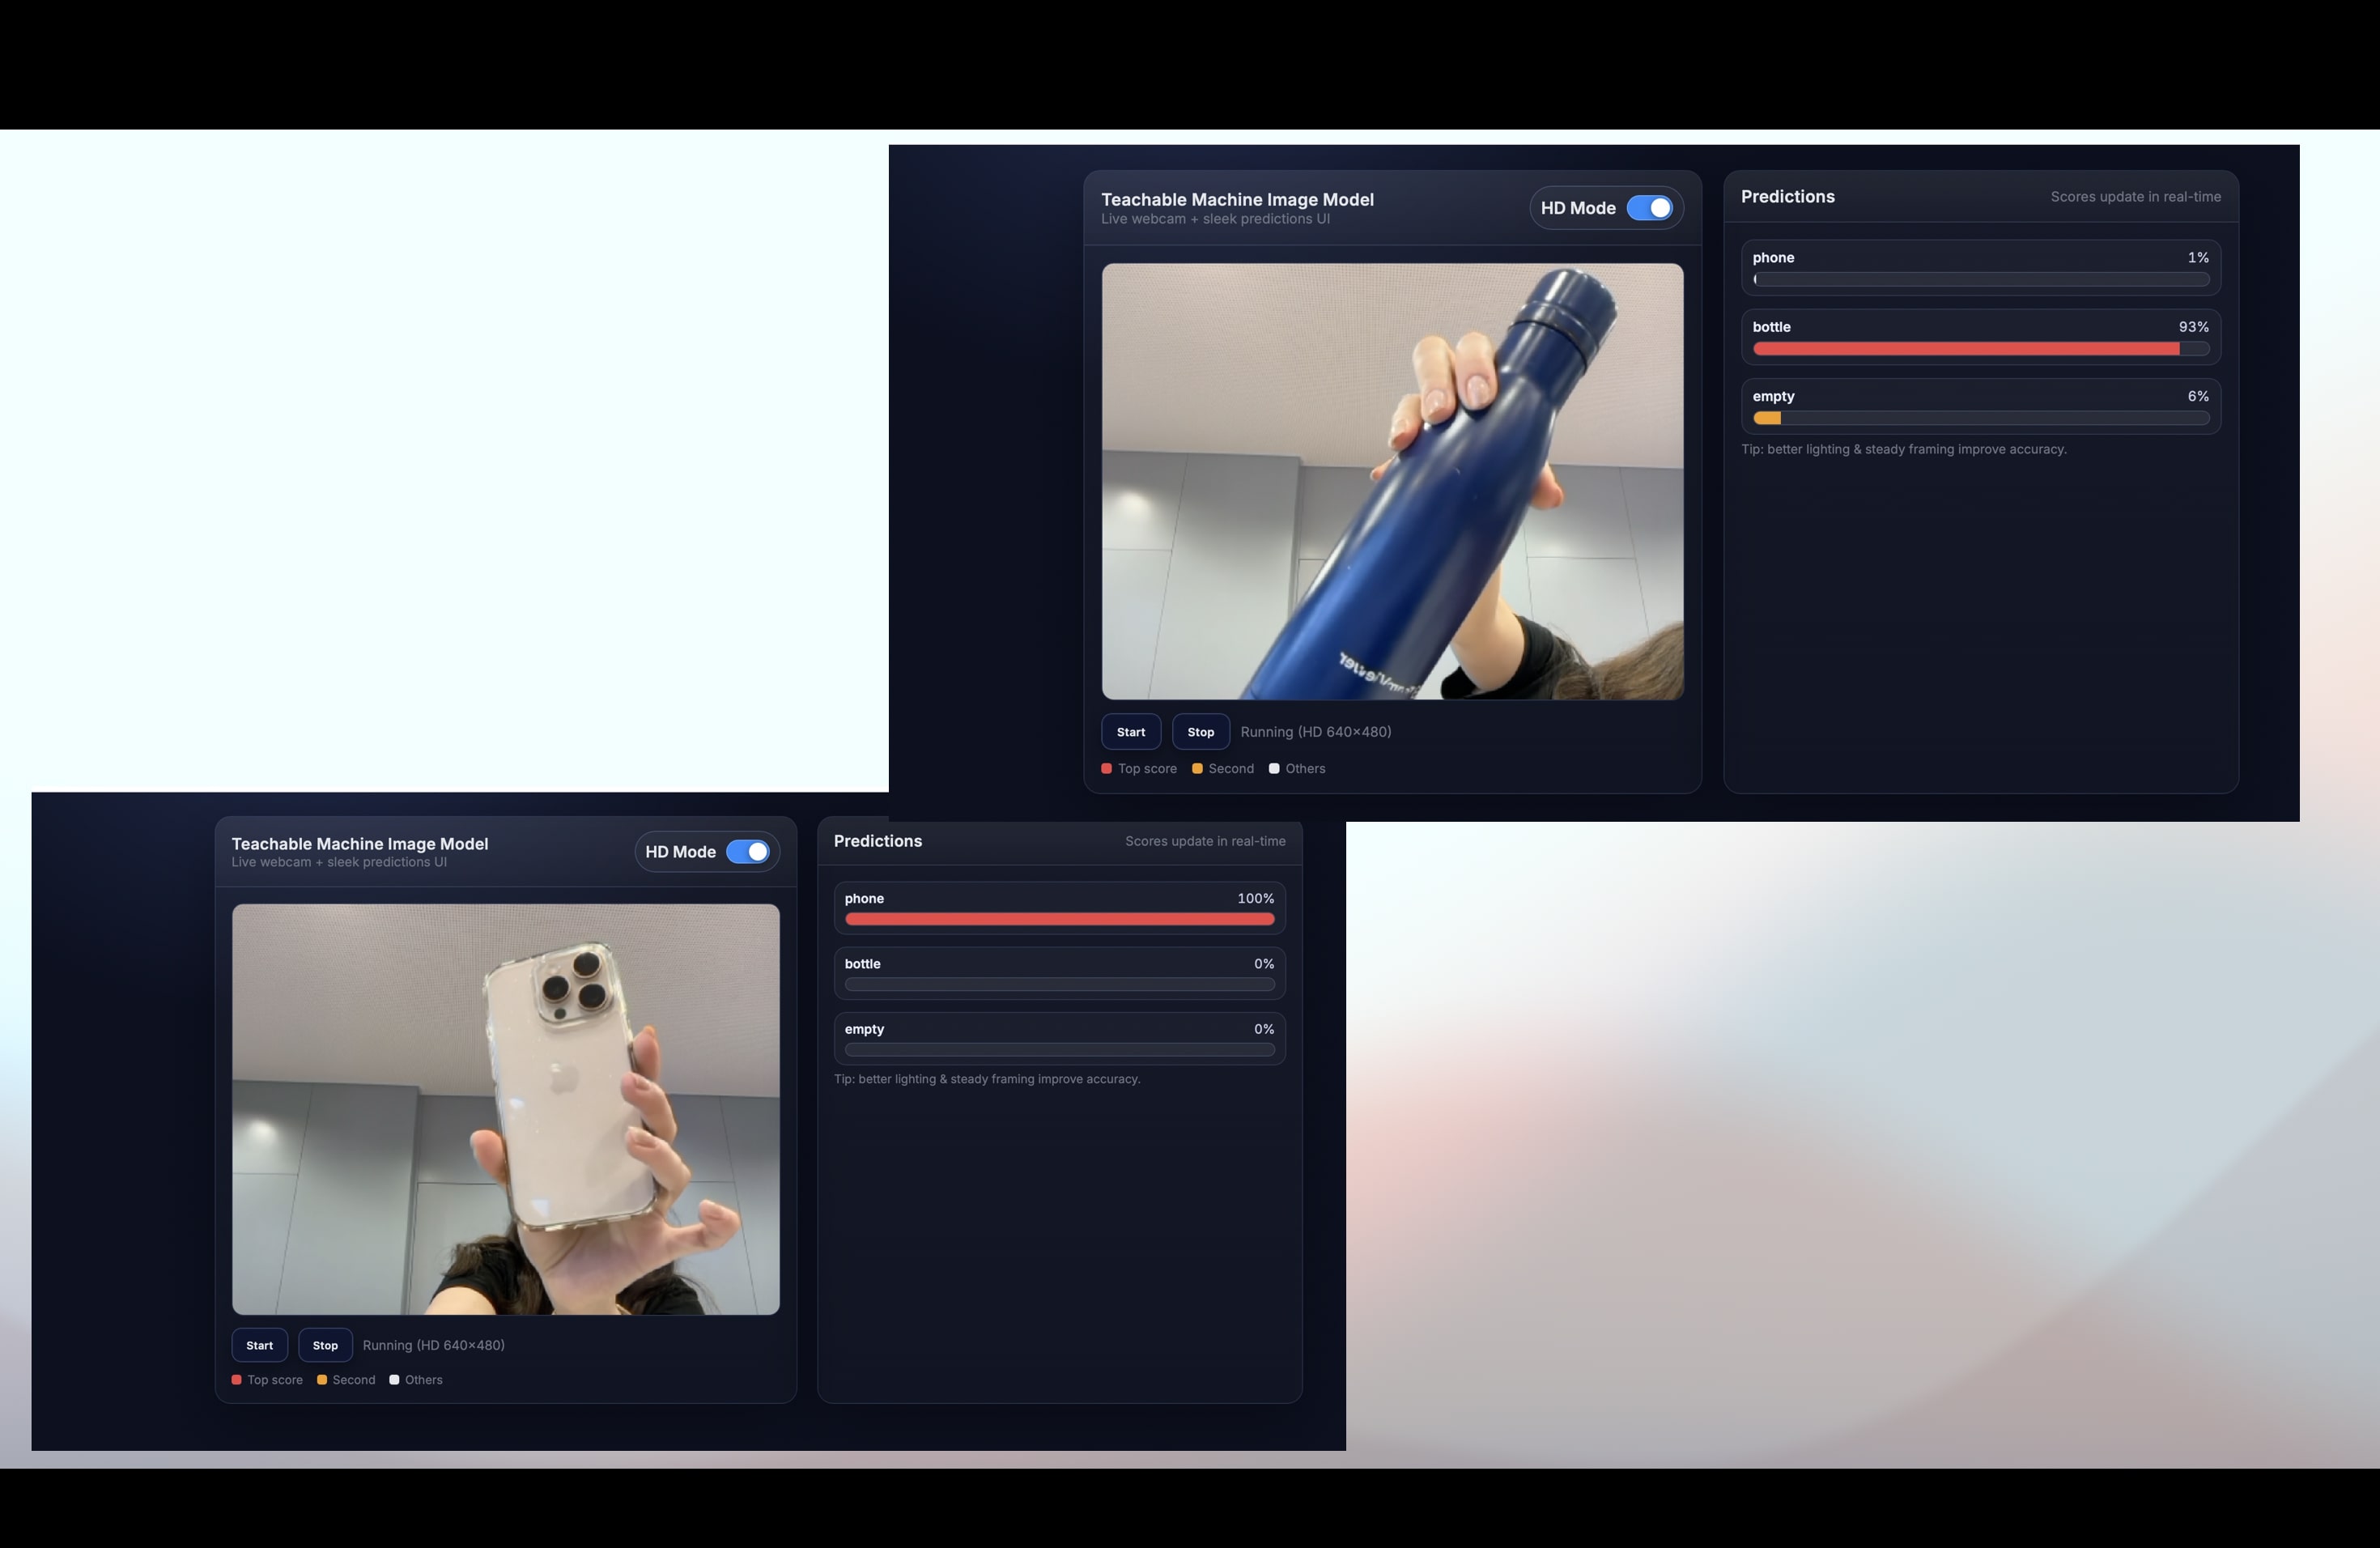 Teachable Machine Image Model
Live webcam + sleek predictions UI
HD Mode
Start
Stop
Running (HD 640×480)
Top score
Second
Others
Predictions
Scores update in real-time
phone
1%
bottle
93%
empty
6%
Tip: better lighting & steady framing improve accuracy.
Teachable Machine Image Model
Live webcam + sleek predictions UI
HD Mode
Start
Stop
Running (HD 640×480)
Top score
Second
Others
Predictions
Scores update in real-time
phone
100%
bottle
0%
empty
0%
Tip: better lighting & steady framing improve accuracy.